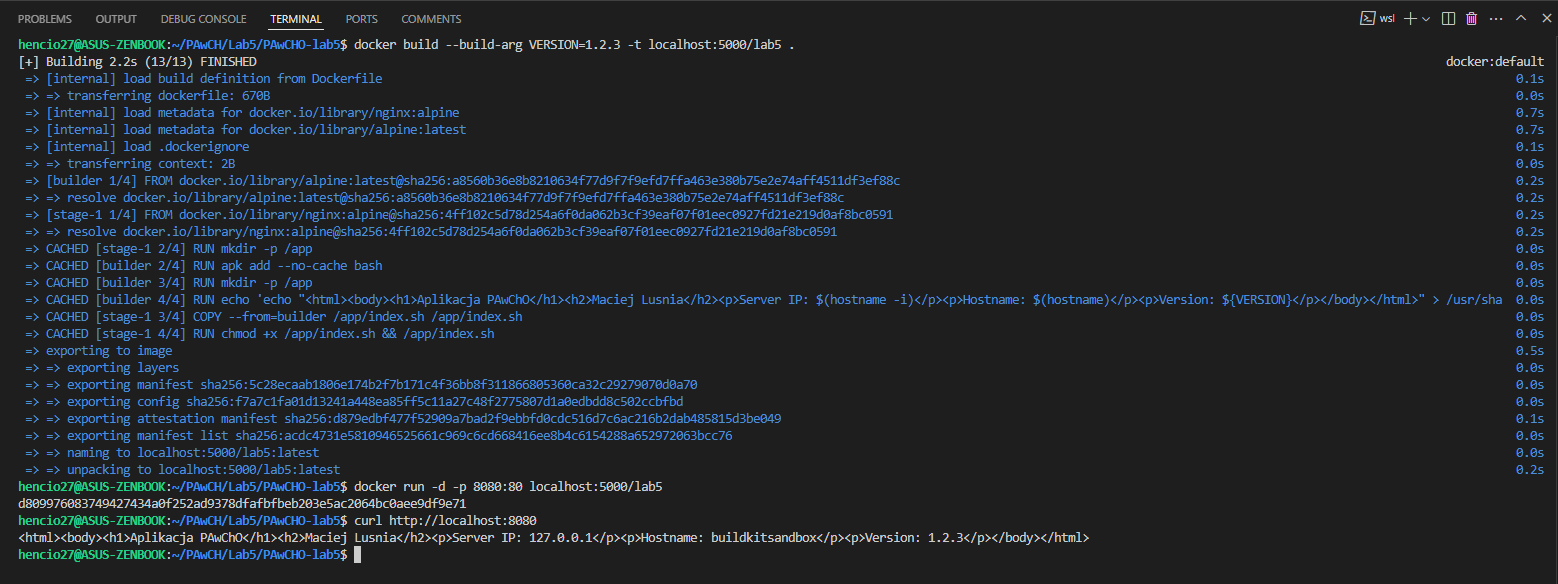 PROBLEMS OUTPUT DEBUG CONSOLE TERMINAL PORTS COMMENTS wsl
hencio27@ASUS-ZENBOOK:~/PAwCH/Lab5/PAwCHO-lab5$ docker build --build-arg VERSION=1.2.3 -t localhost:5000/lab5 .
[+] Building 2.2s (13/13) FINISHED docker:default
=> [internal] load build definition from Dockerfile 0.1s
=> => transferring dockerfile: 670B 0.0s
=> [internal] load metadata for docker.io/library/nginx:alpine 0.7s
=> [internal] load metadata for docker.io/library/alpine:latest 0.7s
=> [internal] load .dockerignore 0.1s
=> => transferring context: 2B 0.0s
=> [builder 1/4] FROM docker.io/library/alpine:latest@sha256:a8560b36e8b8210634f77d9f7f9efd7ffa463e380b75e2e74aff4511df3ef88c 0.2s
=> => resolve docker.io/library/alpine:latest@sha256:a8560b36e8b8210634f77d9f7f9efd7ffa463e380b75e2e74aff4511df3ef88c 0.2s
=> [stage-1 1/4] FROM docker.io/library/nginx:alpine@sha256:4ff102c5d78d254a6f0da062b3cf39eaf07f01eec0927fd21e219d0af8bc0591 0.2s
=> => resolve docker.io/library/nginx:alpine@sha256:4ff102c5d78d254a6f0da062b3cf39eaf07f01eec0927fd21e219d0af8bc0591 0.2s
=> CACHED [stage-1 2/4] RUN mkdir -p /app 0.0s
=> CACHED [builder 2/4] RUN apk add --no-cache bash 0.0s
=> CACHED [builder 3/4] RUN mkdir -p /app 0.0s
=> CACHED [builder 4/4] RUN echo 'echo "<html><body><h1>Aplikacja PAwChO</h1><h2>Maciej Lusnia</h2><p>Server IP: $(hostname -i)</p><p>Hostname: $(hostname)</p><p>Version: ${VERSION}</p></body></html>" > /usr/sha 0.0s
=> CACHED [stage-1 3/4] COPY --from=builder /app/index.sh /app/index.sh 0.0s
=> CACHED [stage-1 4/4] RUN chmod +x /app/index.sh && /app/index.sh 0.0s
=> exporting to image 0.5s
=> => exporting layers 0.0s
=> => exporting manifest sha256:5c28ecaab1806e174b2f7b171c4f36bb8f311866805360ca32c29279070d0a70 0.0s
=> => exporting config sha256:f7a7c1fa01d13241a448ea85ff5c11a27c48f2775807d1a0edbdd8c502ccbfbd 0.0s
=> => exporting attestation manifest sha256:d879edbf477f52909a7bad2f9ebbfd0cdc516d7c6ac216b2dab485815d3be049 0.1s
=> => exporting manifest list sha256:acdc4731e5810946525661c969c6cd668416ee8b4c6154288a652972063bcc76 0.0s
=> => naming to localhost:5000/lab5:latest 0.0s
=> => unpacking to localhost:5000/lab5:latest 0.2s
hencio27@ASUS-ZENBOOK:~/PAwCH/Lab5/PAwCHO-lab5$ docker run -d -p 8080:80 localhost:5000/lab5
d809976083749427434a0f252ad9378dfafbfbeb203e5ac2064bc0aee9df9e71
hencio27@ASUS-ZENBOOK:~/PAwCH/Lab5/PAwCHO-lab5$ curl http://localhost:8080
<html><body><h1>Aplikacja PAwChO</h1><h2>Maciej Lusnia</h2><p>Server IP: 127.0.0.1</p><p>Hostname: buildkitsandbox</p><p>Version: 1.2.3</p></body></html>
hencio27@ASUS-ZENBOOK:~/PAwCH/Lab5/PAwCHO-lab5$